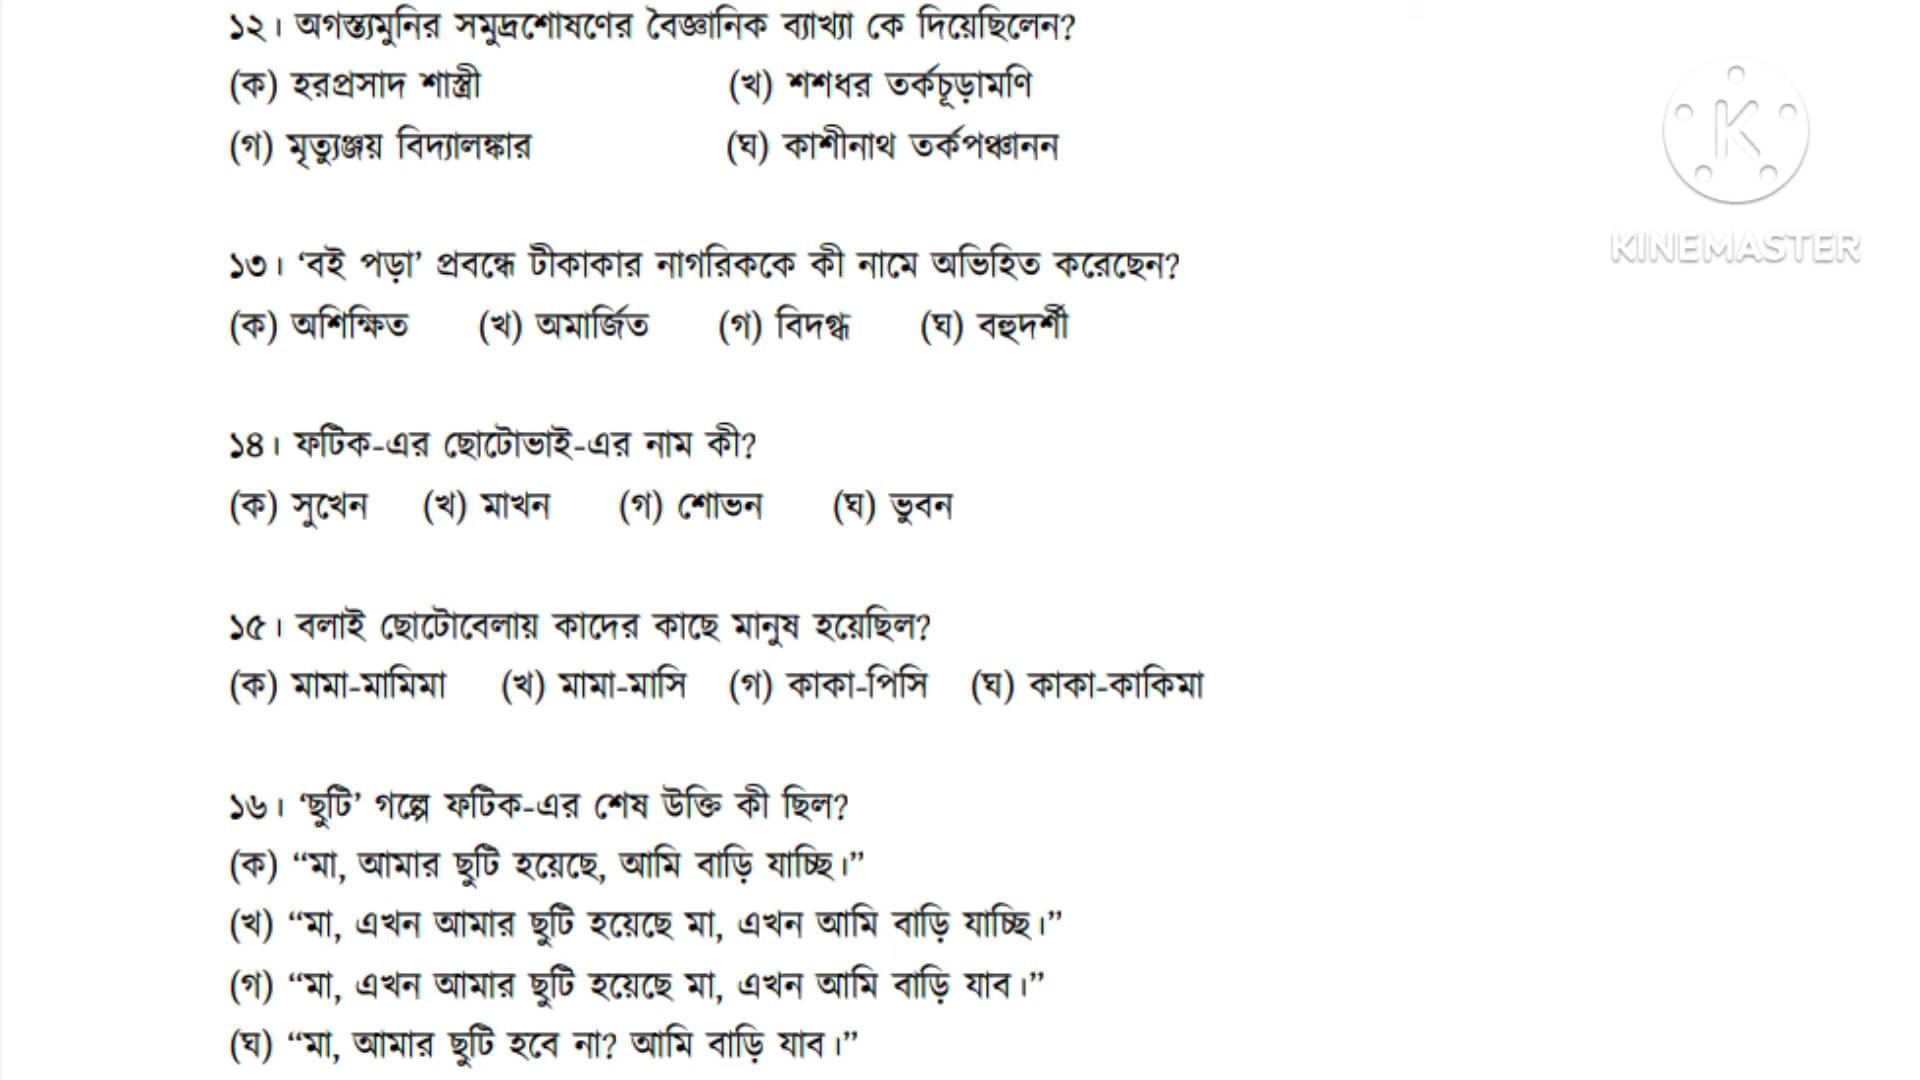 ১২। অগস্ত্যমুনির সমুদ্রশোষণের বৈজ্ঞানিক ব্যাখ্যা কে দিয়েছিলেন?
(ক) হরপ্রসাদ শাস্ত্রী (খ) শশধর তর্কচূড়ামণি
(গ) মৃত্যুঞ্জয় বিদ্যালঙ্কার (ঘ) কাশীনাথ তর্কপঞ্চানন
KINEMASTER
১৩। ‘বই পড়া’ প্রবন্ধে টীকাকার নাগরিককে কী নামে অভিহিত করেছেন?
(ক) অশিক্ষিত (খ) অমার্জিত (গ) বিদগ্ধ (ঘ) বহুদর্শী
১৪। ফটিক-এর ছোটোভাই-এর নাম কী?
(ক) সুখেন (খ) মাখন (গ) শোভন (ঘ) ভুবন
১৫। বলাই ছোটোবেলায় কাদের কাছে মানুষ হয়েছিল?
(ক) মামা-মামিমা (খ) মামা-মাসি (গ) কাকা-পিসি (ঘ) কাকা-কাকিমা
১৬। ‘ছুটি’ গল্পে ফটিক-এর শেষ উক্তি কী ছিল?
(ক) “মা, আমার ছুটি হয়েছে, আমি বাড়ি যাচ্ছি।”
(খ) “মা, এখন আমার ছুটি হয়েছে মা, এখন আমি বাড়ি যাচ্ছি।”
(গ) “মা, এখন আমার ছুটি হয়েছে মা, এখন আমি বাড়ি যাব।”
(ঘ) “মা, আমার ছুটি হবে না? আমি বাড়ি যাব।”